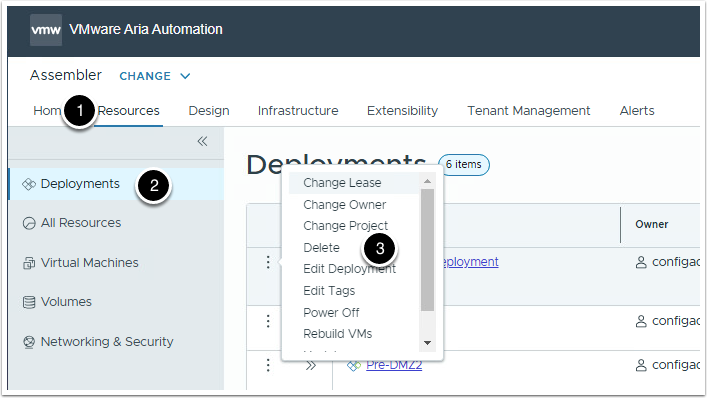 vmw VMware Aria Automation
Assembler CHANGE
Hom 1 Resources Design Infrastructure Extensibility Tenant Management Alerts
Deployments 2
All Resources
Virtual Machines
Volumes
Networking & Security
Deployments 6 items
Owner
Change Lease
Change Owner
Change Project
Delete 3
Edit Deployment
Edit Tags
Power Off
Rebuild VMs
eployment configac
configac
Pre-DMZ2 configac